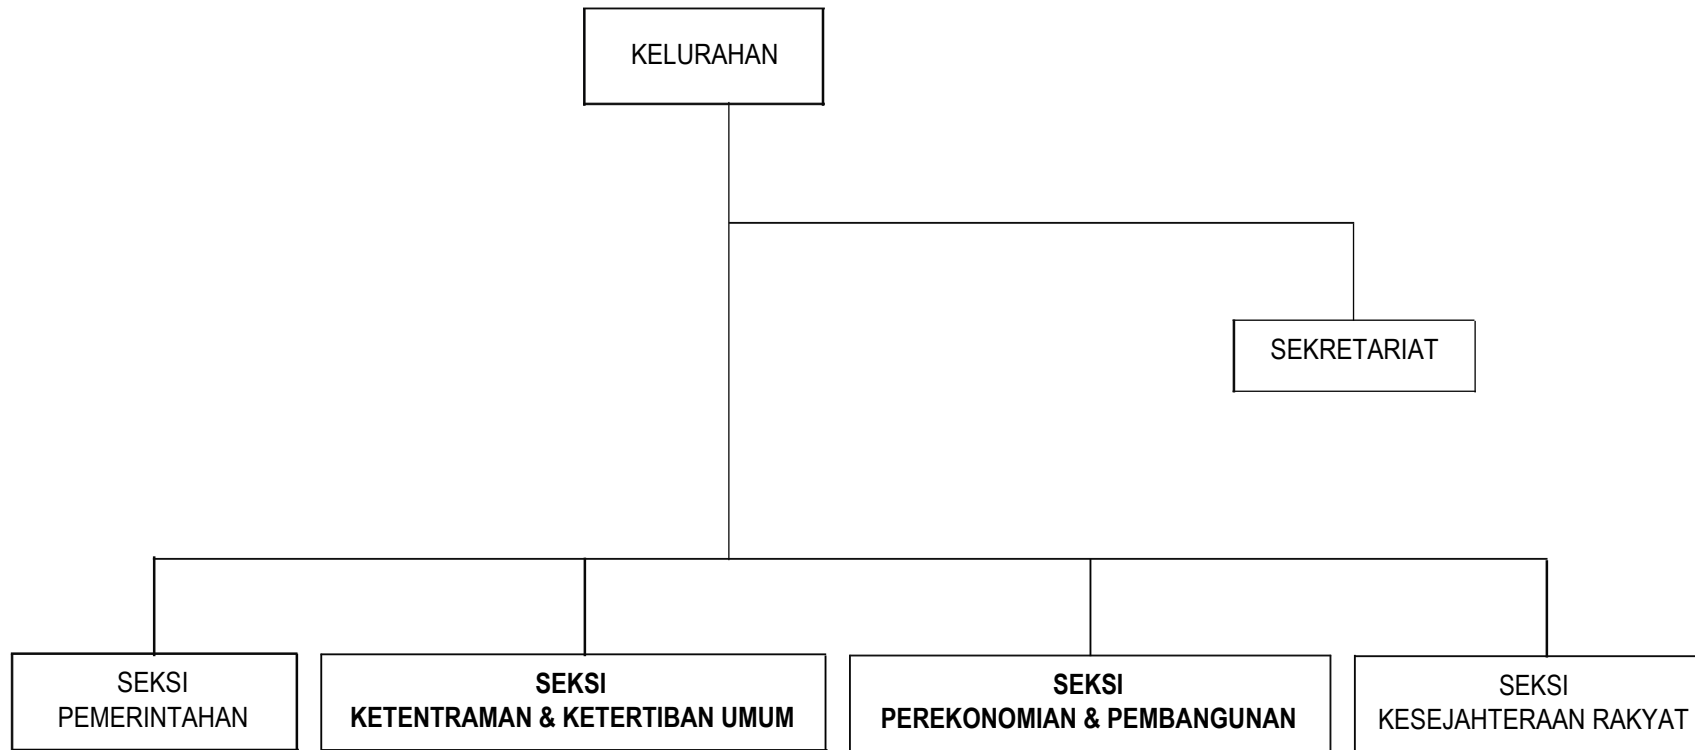 KELURAHAN
SEKRETARIAT
SEKSI
PEMERINTAHAN
SEKSI
KETENTRAMAN & KETERTIBAN UMUM
SEKSI
PEREKONOMIAN & PEMBANGUNAN
SEKSI
KESEJAHTERAAN RAKYAT